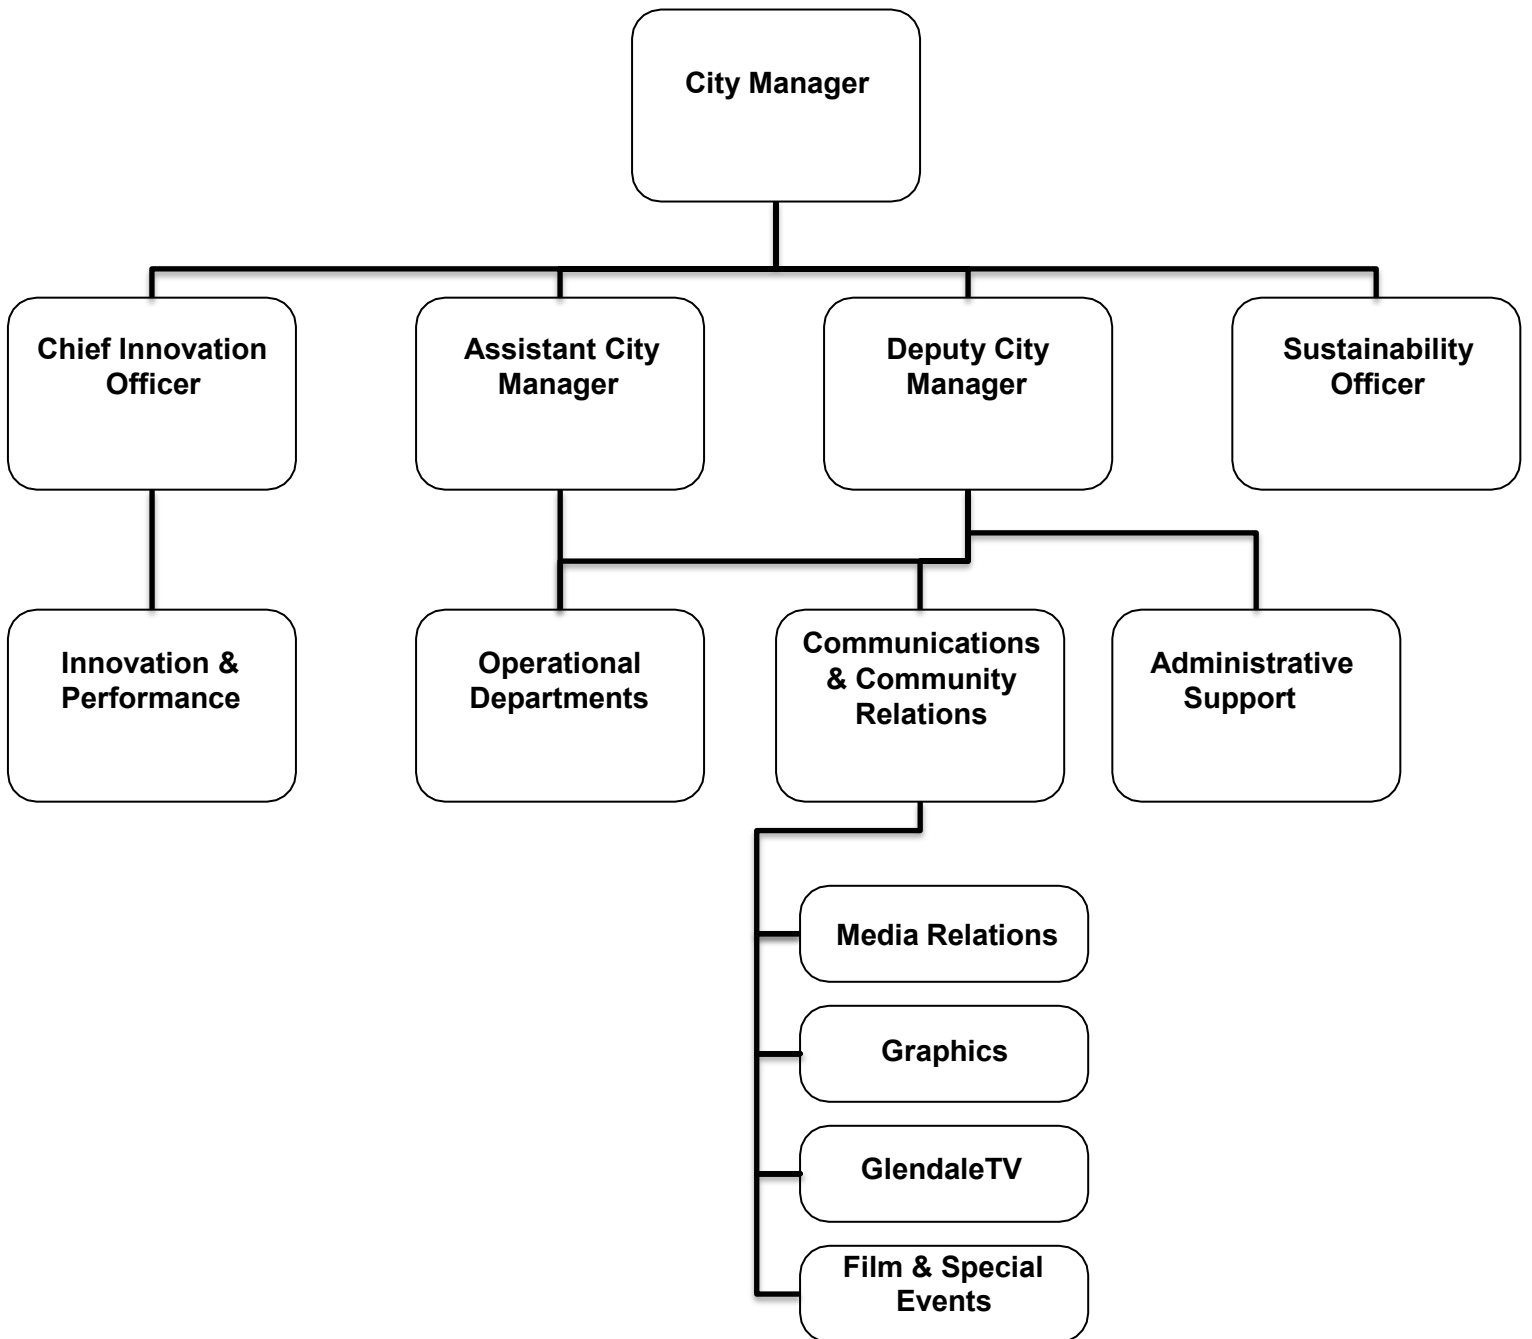 City Manager
Chief Innovation
Officer
Assistant City
Manager
Deputy City
Manager
Sustainability
Officer
Innovation &
Performance
Operational
Departments
Communications
& Community
Relations
Administrative
Support
Media Relations
Graphics
GlendaleTV
Film & Special
Events